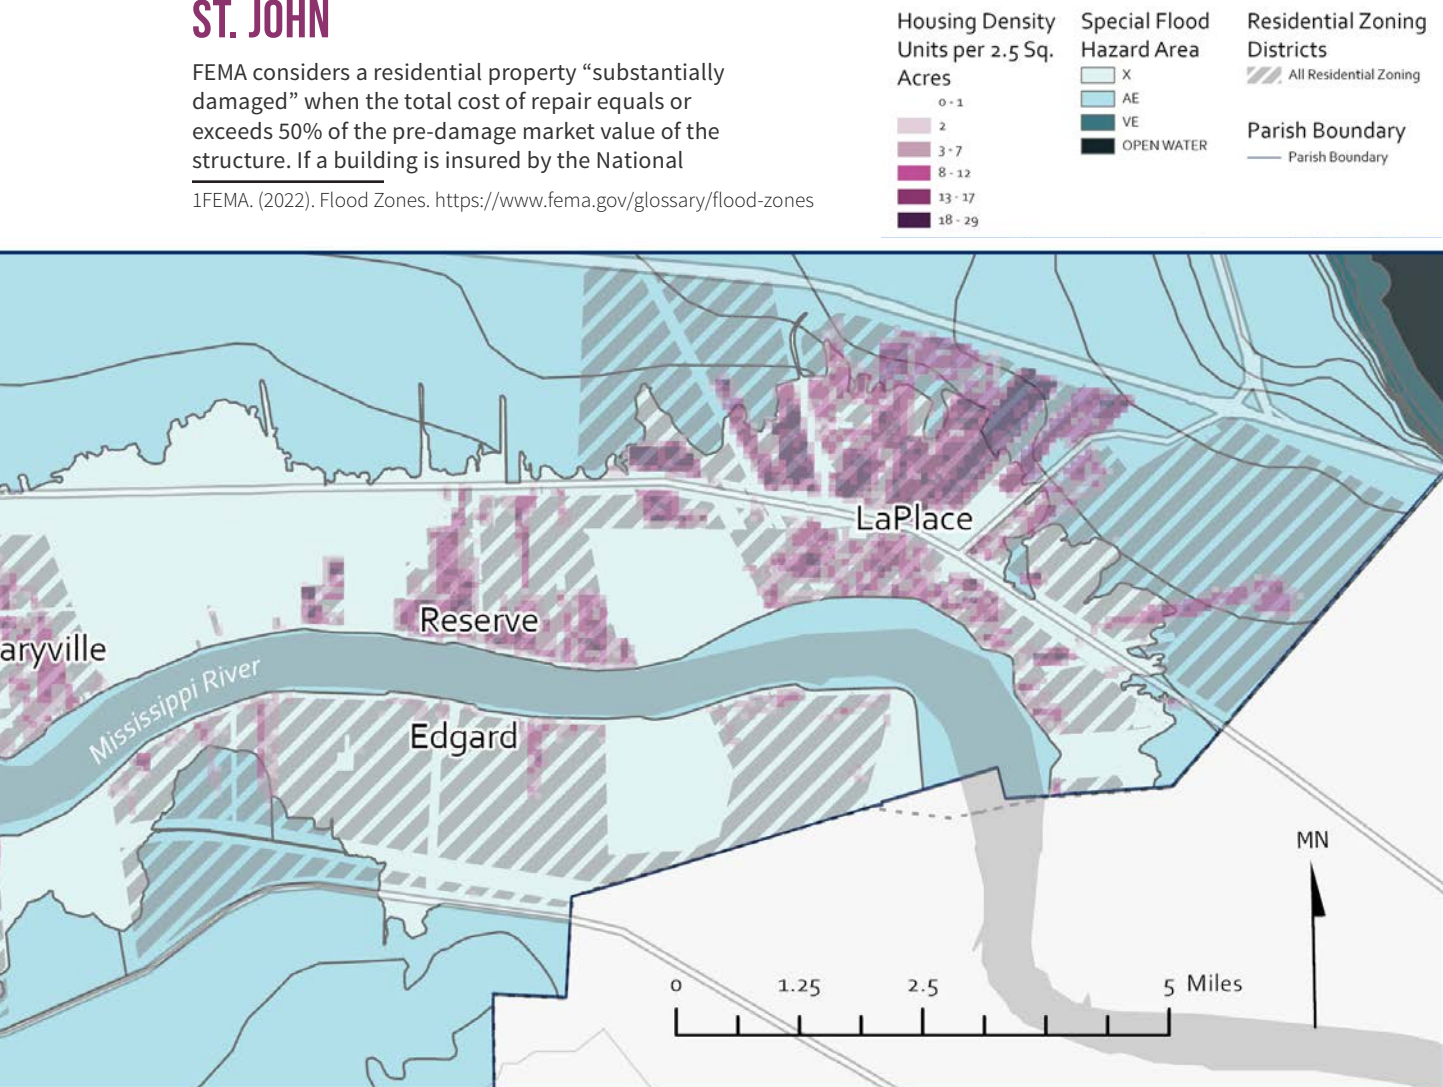 ST. JOHN
FEMA considers a residential property “substantially
damaged” when the total cost of repair equals or
exceeds 50% of the pre-damage market value of the
structure. If a building is insured by the National
1FEMA. (2022). Flood Zones. https://www.fema.gov/glossary/flood-zones
Housing Density
Units per 2.5 Sq.
Acres
0 - 1
2
3 - 7
8 - 12
13 - 17
18 - 29
Special Flood
Hazard Area
X
AE
VE
OPEN WATER
Residential Zoning
Districts
All Residential Zoning
Parish Boundary
Parish Boundary
LaPlace
Reserve
aryville
Mississippi River
Edgard
MN
0 1.25 2.5 5 Miles